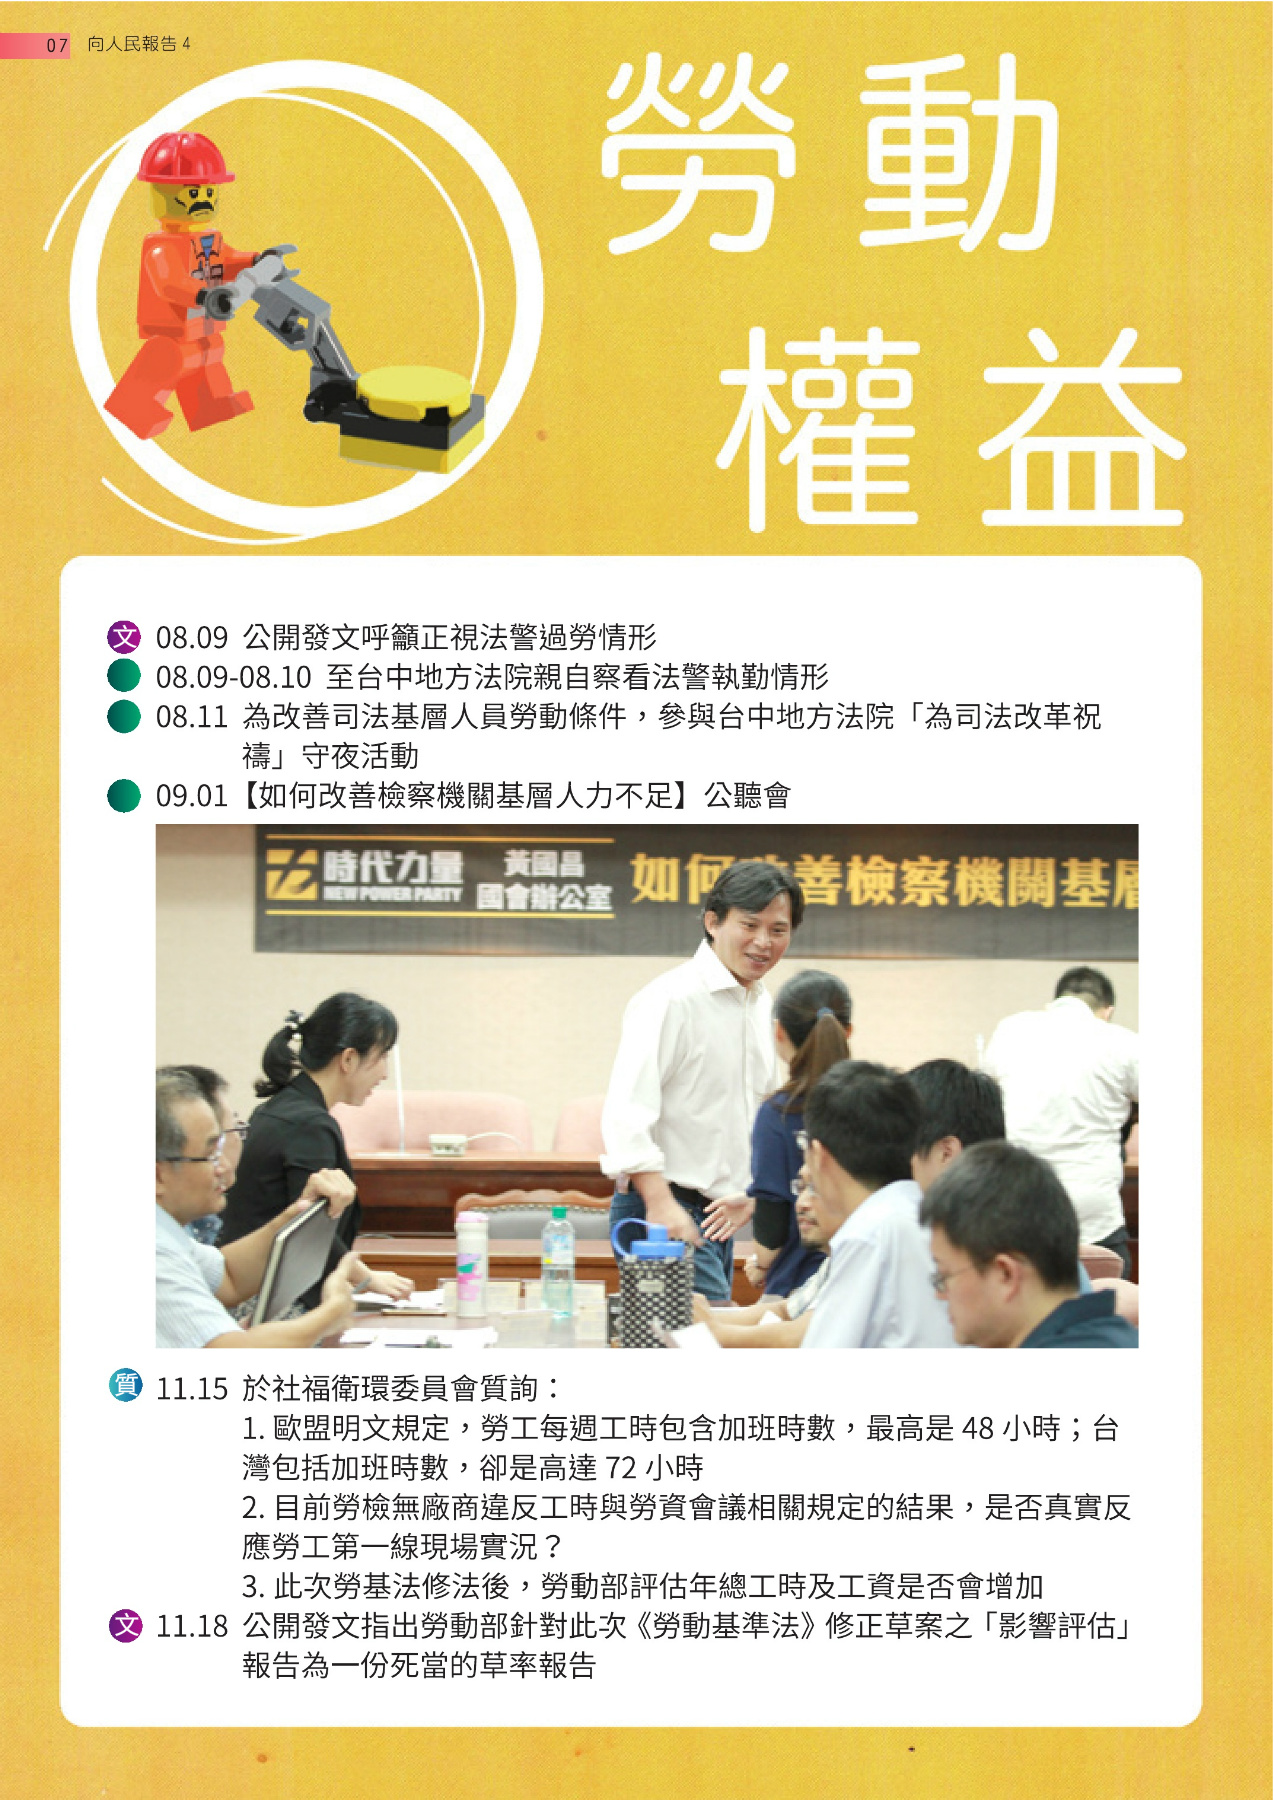 07 向人民報告 4
勞動
權益
文 08.09 公開發文呼籲正視法警過勞情形
08.09-08.10 至台中地方法院親自察看法警執勤情形
08.11 為改善司法基層人員勞動條件，參與台中地方法院「為司法改革祝
禱」守夜活動
09.01【如何改善檢察機關基層人力不足】公聽會
時代力量
NEW POWER PARTY
黃國昌
國會辦公室
如何改善檢察機關基層
質 11.15 於社福衛環委員會質詢：
1. 歐盟明文規定，勞工每週工時包含加班時數，最高是 48 小時；台
灣包括加班時數，卻是高達 72 小時
2. 目前勞檢無廠商違反工時與勞資會議相關規定的結果，是否真實反
應勞工第一線現場實況？
3. 此次勞基法修法後，勞動部評估年總工時及工資是否會增加
文 11.18 公開發文指出勞動部針對此次《勞動基準法》修正草案之「影響評估」
報告為一份死當的草率報告